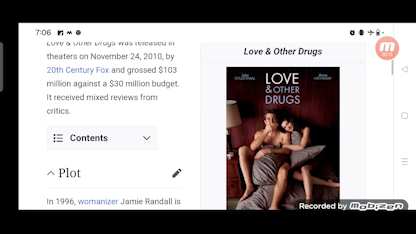 7:06
Love & Other Drugs was released in
theaters on November 24, 2010, by
20th Century Fox and grossed $103
million against a $30 million budget.
It received mixed reviews from
critics.
Contents
Plot
In 1996, womanizer Jamie Randall is
Love & Other Drugs
LOVE
& OTHER
DRUGS
Recorded by Mobizen